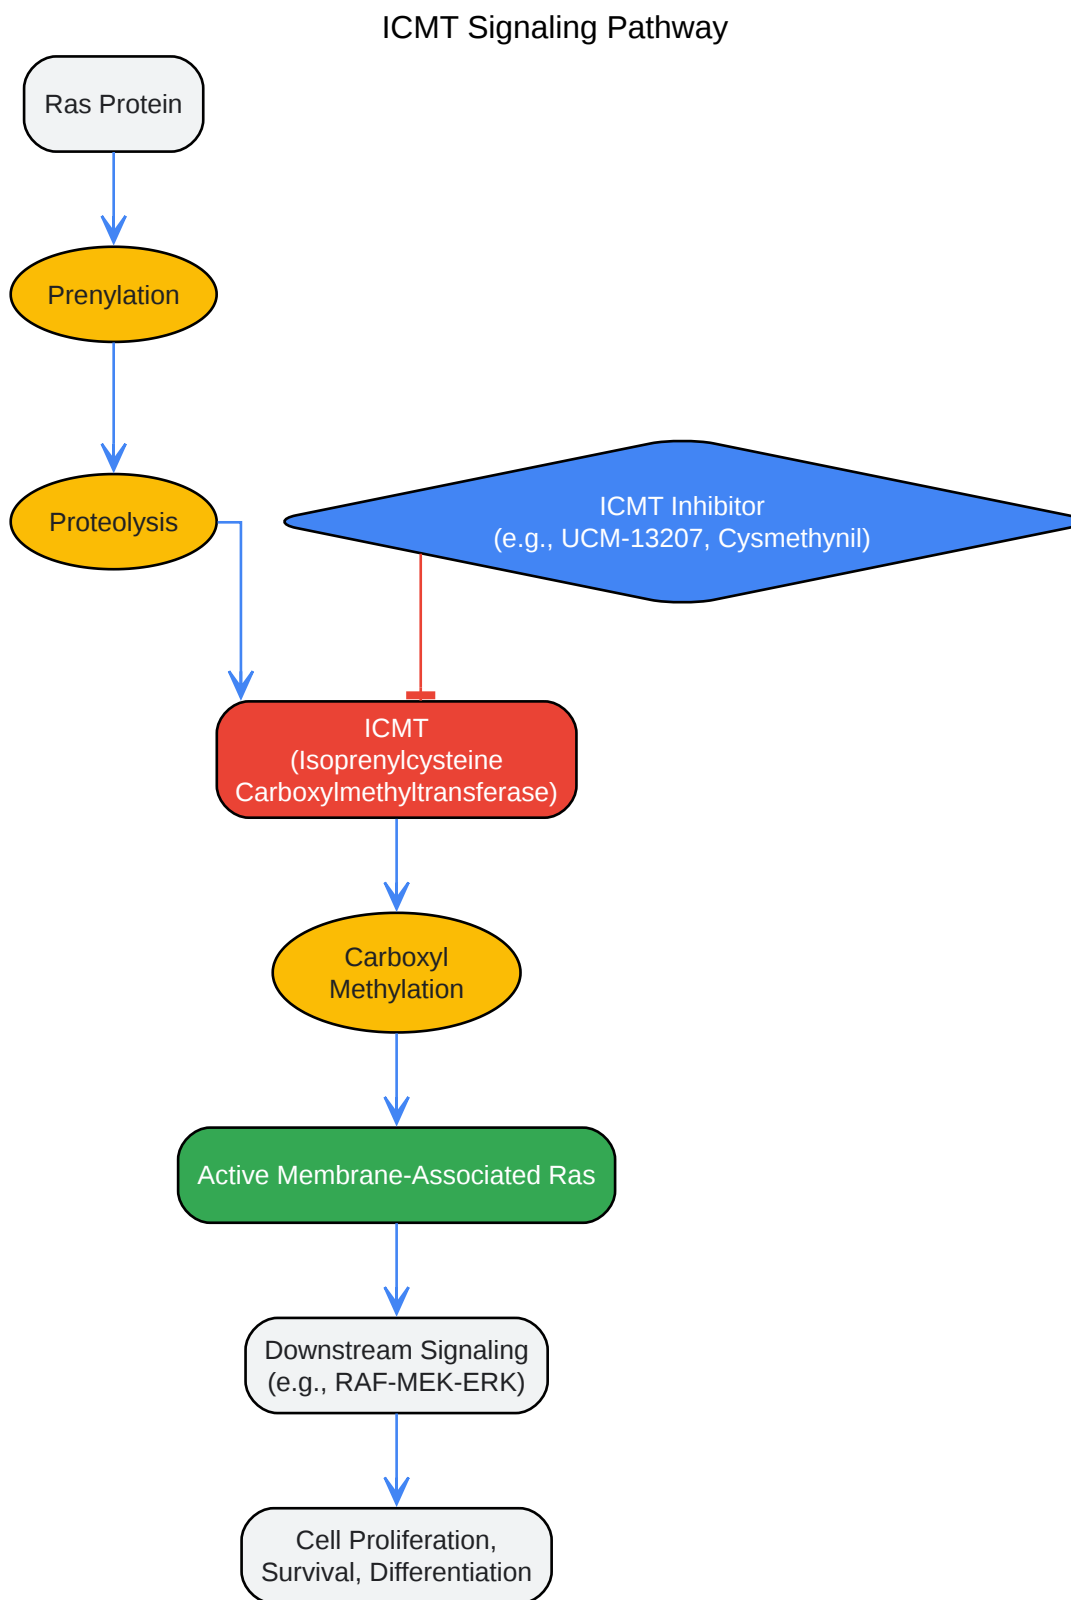 ICMT Signaling Pathway
Ras Protein
Prenylation
Proteolysis
ICMT Inhibitor
(e.g., UCM-13207, Cysmethynil)
ICMT
(Isoprenylcysteine
Carboxylmethyltransferase)
Carboxyl
Methylation
Active Membrane-Associated Ras
Downstream Signaling
(e.g., RAF-MEK-ERK)
Cell Proliferation,
Survival, Differentiation